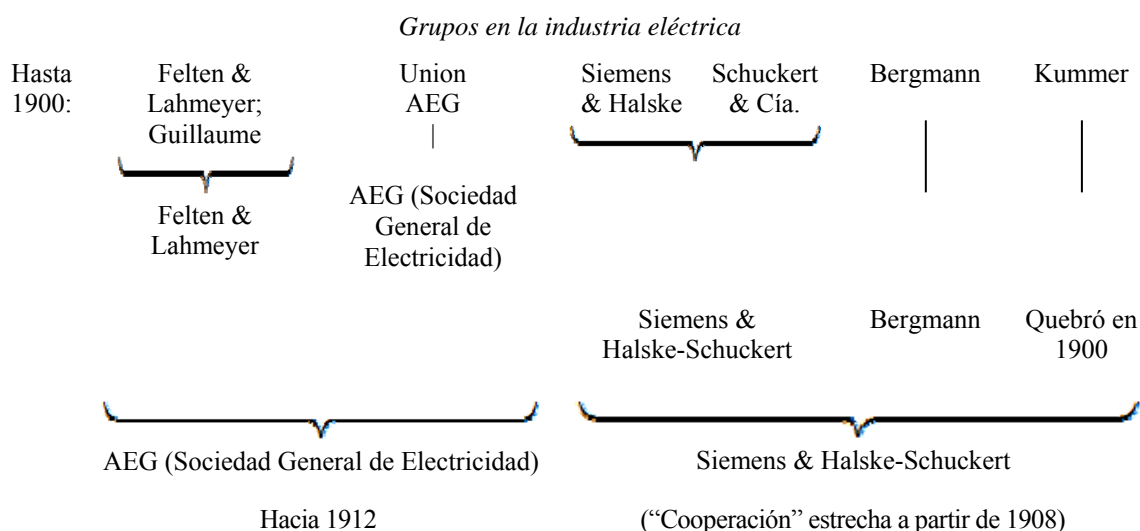 Grupos en la industria eléctrica
Hasta
1900:
Felten &
Lahmeyer;
Guillaume
Union
AEG
Siemens
& Halske
Schuckert
& Cía.
Bergmann
Kummer
Felten &
Lahmeyer
AEG (Sociedad
General de
Electricidad)
Siemens &
Halske-Schuckert
Bergmann
Quebró en
1900
AEG (Sociedad General de Electricidad)
Siemens & Halske-Schuckert
Hacia 1912
(“Cooperación” estrecha a partir de 1908)